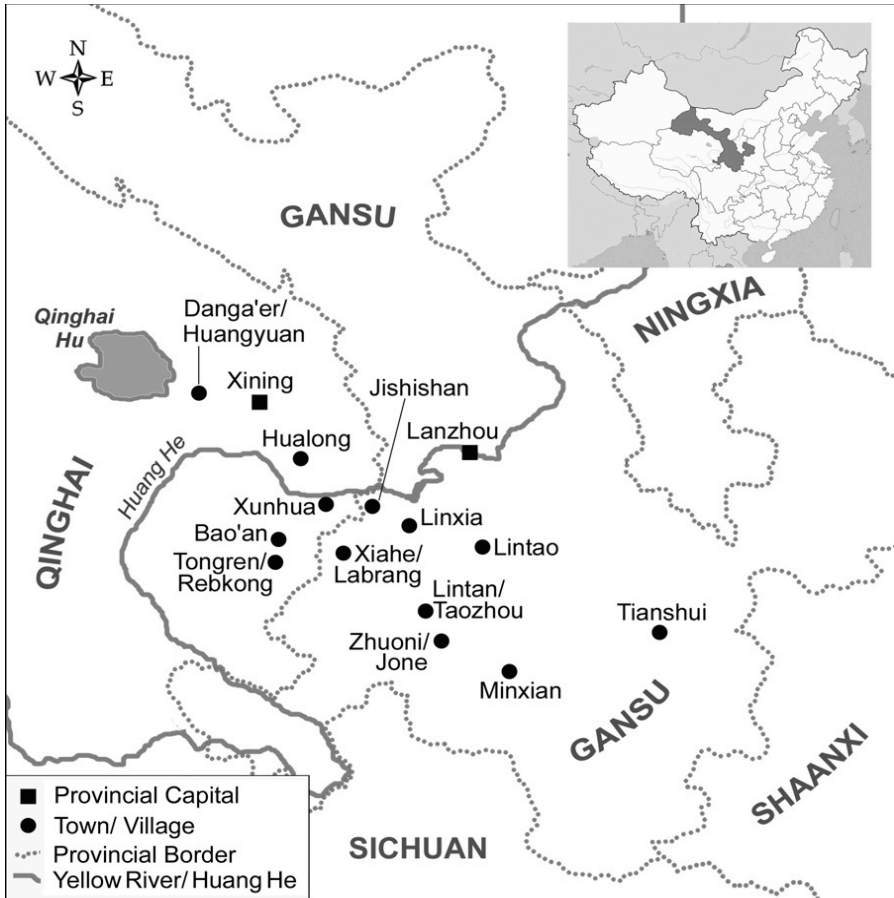 N
W
E
S
GANSU
NINGXIA
Qinghai
Hu
Danga'er/
Huangyuan
Xining
Jishishan
Lanzhou
Hualong
Huang He
QINGHAI
Xunhua
Linxia
Bao'an
Lintao
Tongren/
Rebkong
Xiahe/
Labrang
Lintan/
Taozhou
Tianshui
Zhuoni/
Jone
Minxian
GANSU
SHAANXI
SICHUAN
Provincial Capital
Town/ Village
Provincial Border
Yellow River/ Huang He